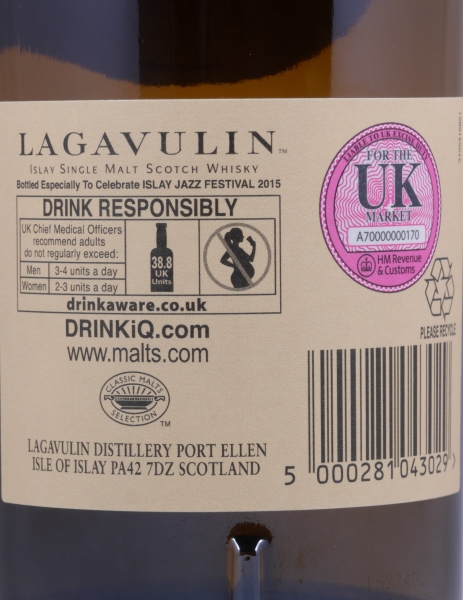 LAGAVULIN TM
ISLAY SINGLE MALT SCOTCH WHISKY
Bottled Especially To Celebrate ISLAY JAZZ FESTIVAL 2015
DRINK RESPONSIBLY
UK Chief Medical Officers
recommend adults
do not regularly exceed:
Men 3-4 units a day
Women 2-3 units a day
38.8
UK
Units
drinkaware.co.uk
DRINKiQ.com
www.malts.com
CLASSIC MALTS
SELECTION
TM
LAGAVULIN DISTILLERY PORT ELLEN
ISLE OF ISLAY PA42 7DZ SCOTLAND
LIABLE TO UK EXCISE DUTY
FOR THE
UK
MARKET
A70000000170
HM Revenue
& Customs
PLEASE RECYCLE
5 000281 043029 >